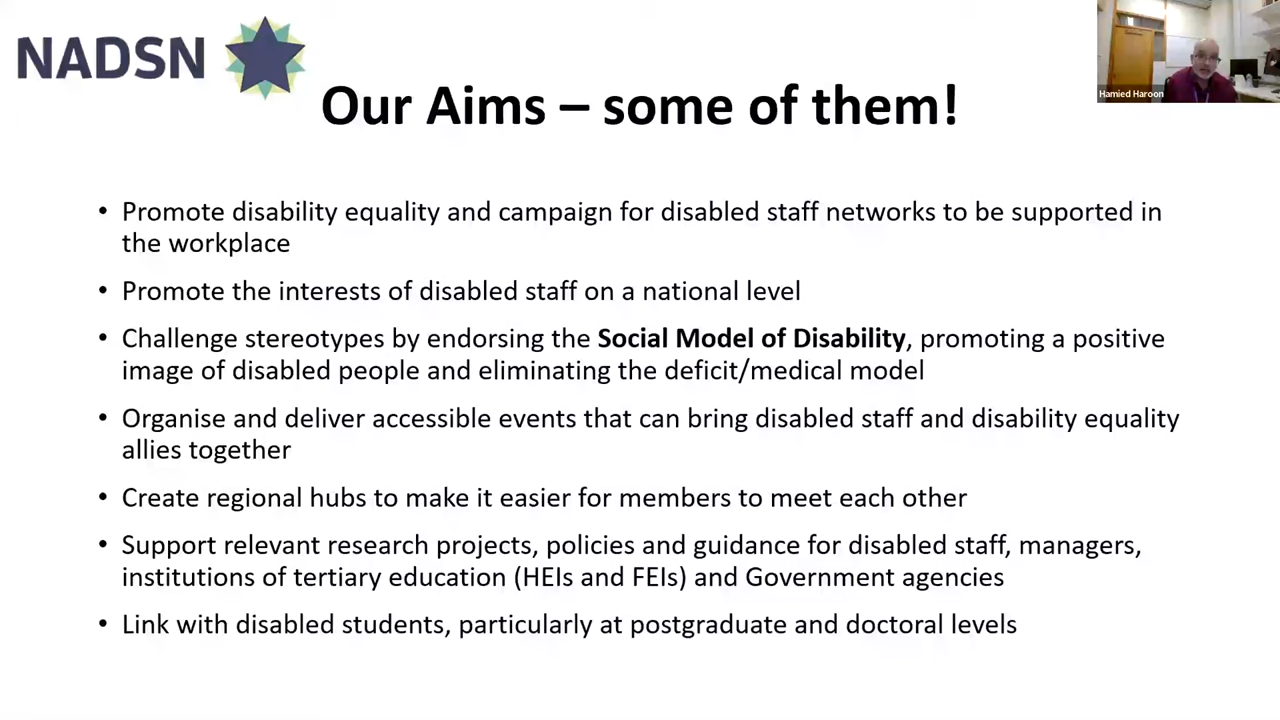 NADSN
Hamied Haroon
Our Aims – some of them!
• Promote disability equality and campaign for disabled staff networks to be supported in
the workplace
• Promote the interests of disabled staff on a national level
• Challenge stereotypes by endorsing the Social Model of Disability, promoting a positive
image of disabled people and eliminating the deficit/medical model
• Organise and deliver accessible events that can bring disabled staff and disability equality
allies together
• Create regional hubs to make it easier for members to meet each other
• Support relevant research projects, policies and guidance for disabled staff, managers,
institutions of tertiary education (HEIs and FEIs) and Government agencies
• Link with disabled students, particularly at postgraduate and doctoral levels